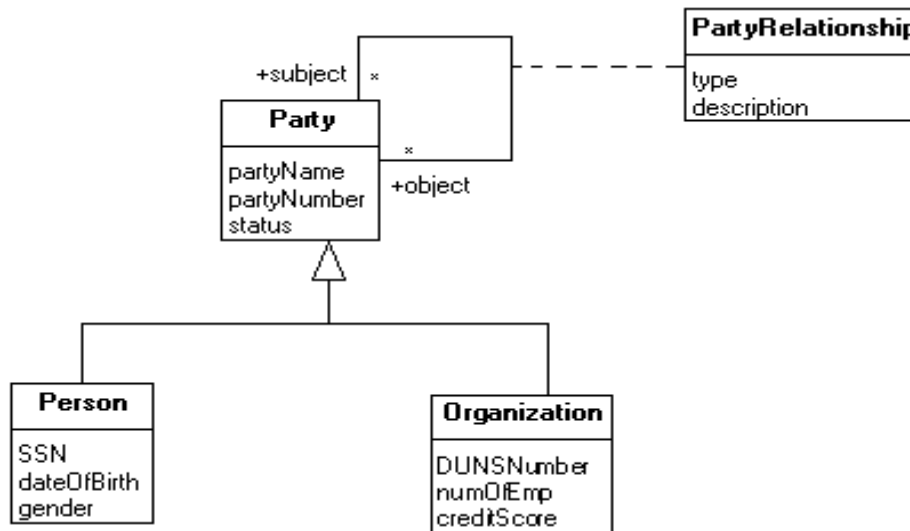 PartyRelationship
type
description
+subject *
Party
*
partyName
partyNumber
status
+object
Person
SSN
dateOfBirth
gender
Organization
DUNSNumber
numOfEmp
creditScore